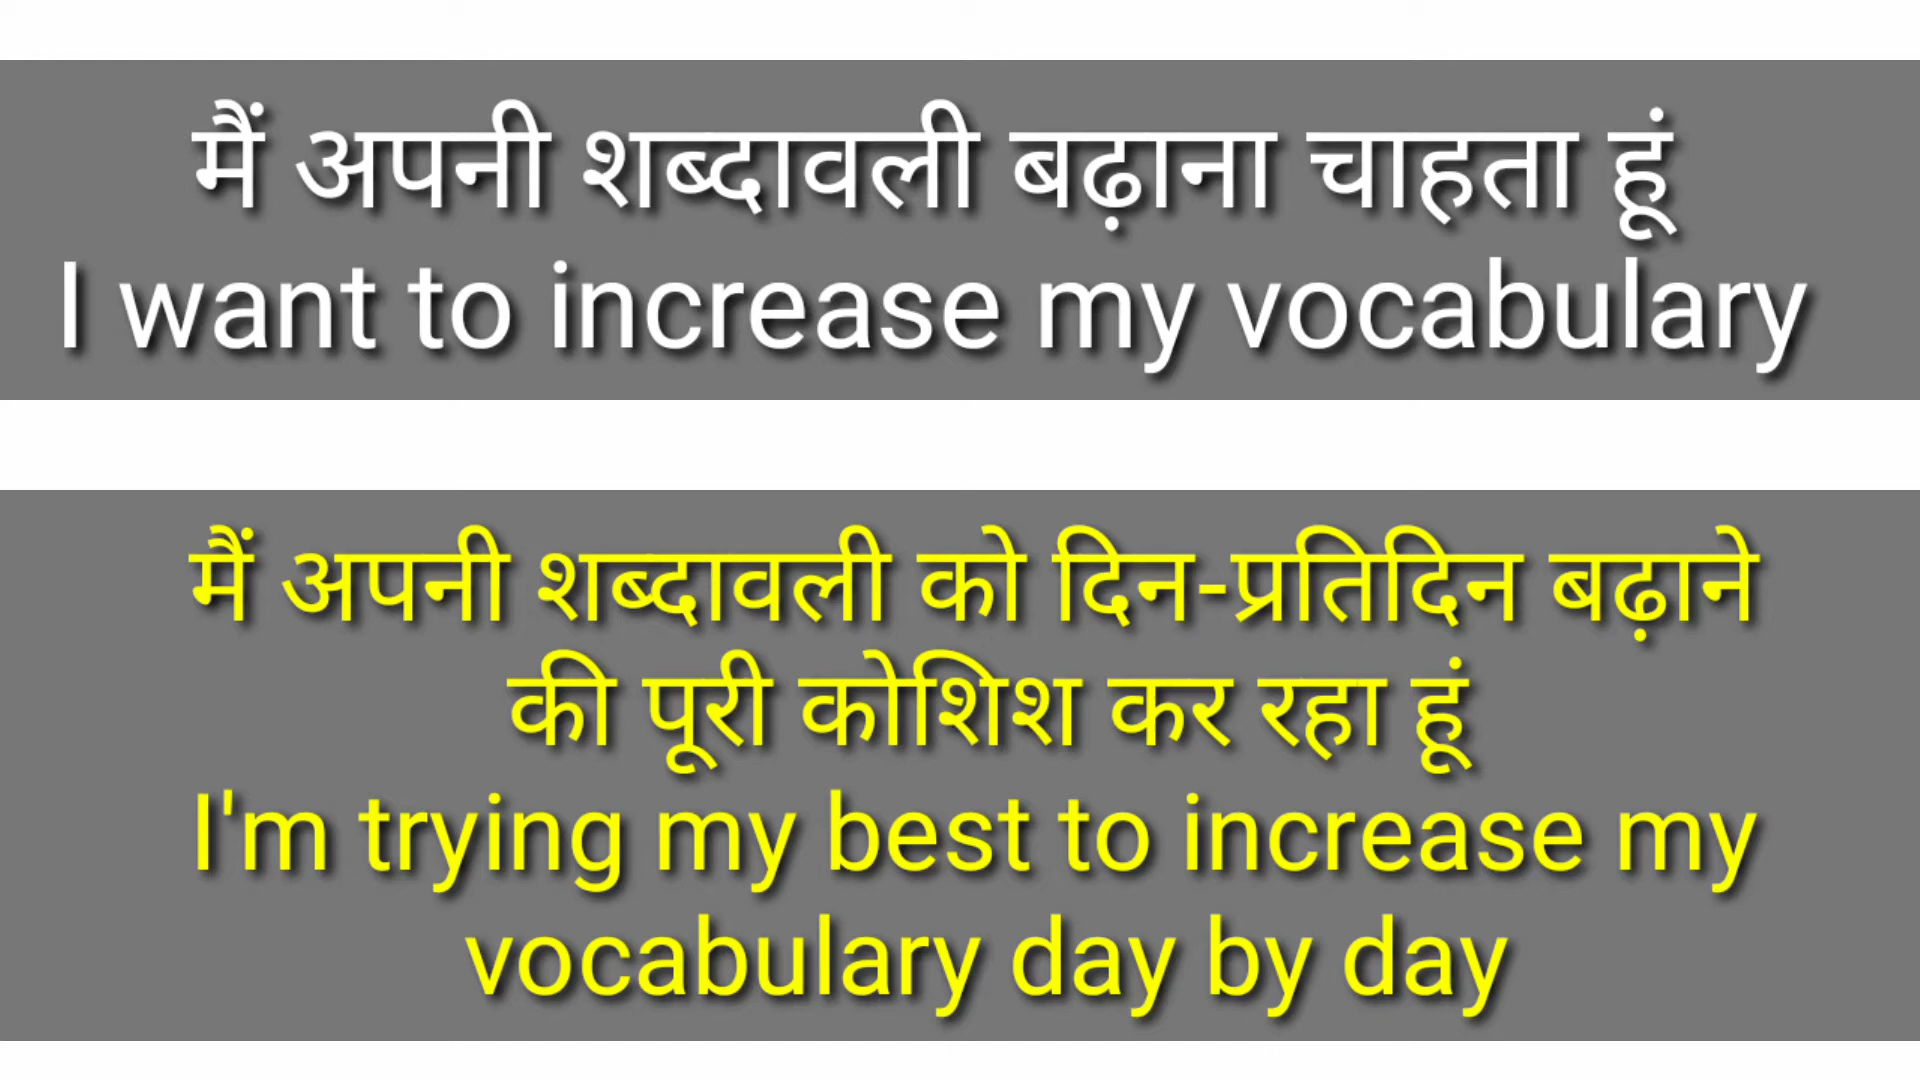 मैं अपनी शब्दावली बढ़ाना चाहता हूं
I want to increase my vocabulary
मैं अपनी शब्दावली को दिन-प्रतिदिन बढ़ाने
की पूरी कोशिश कर रहा हूं
I'm trying my best to increase my
vocabulary day by day